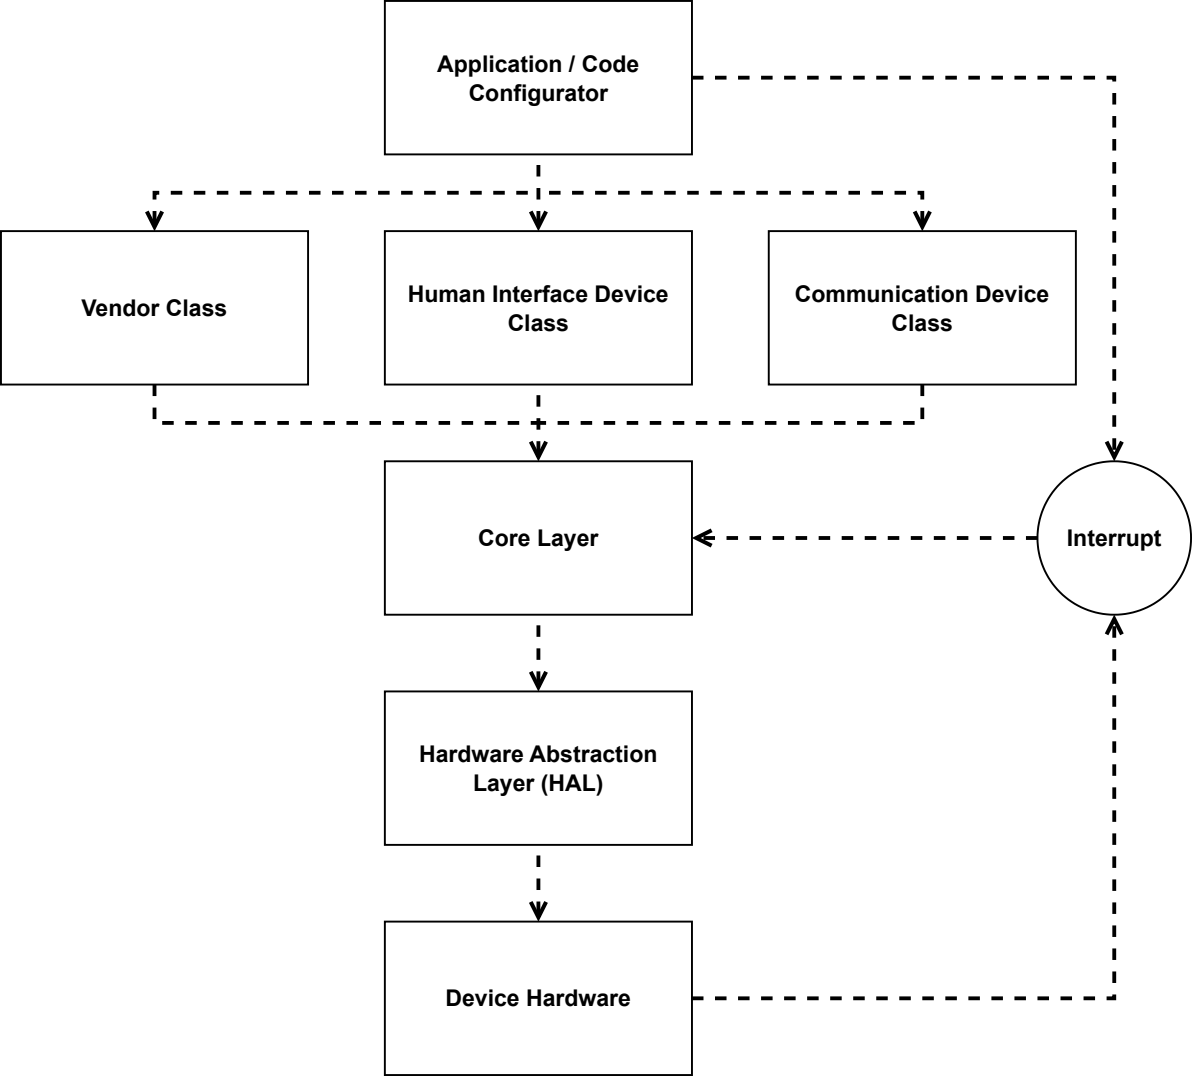 Application / Code
Configurator
Vendor Class
Human Interface Device
Class
Communication Device
Class
Core Layer
Interrupt
Hardware Abstraction
Layer (HAL)
Device Hardware